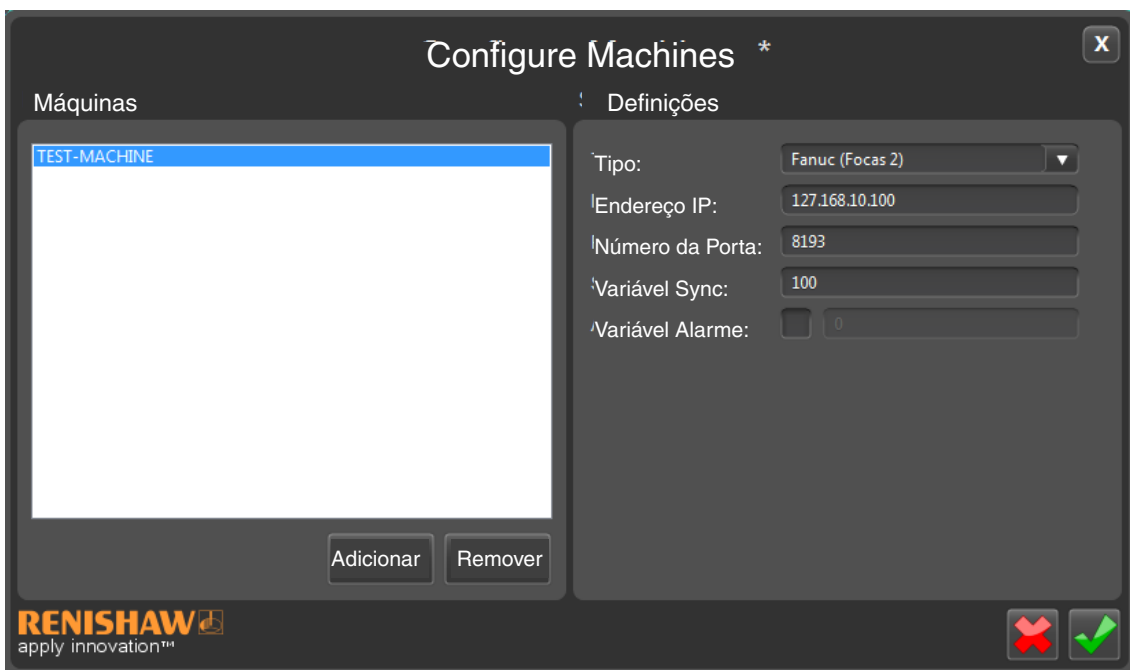 Configure Machines *
X
Máquinas
Definições
TEST-MACHINE
Tipo:
Fanuc (Focas 2)
Endereço IP:
127.168.10.100
Número da Porta:
8193
Variável Sync:
100
Variável Alarme:
0
Adicionar
Remover
RENISHAW
apply innovation™